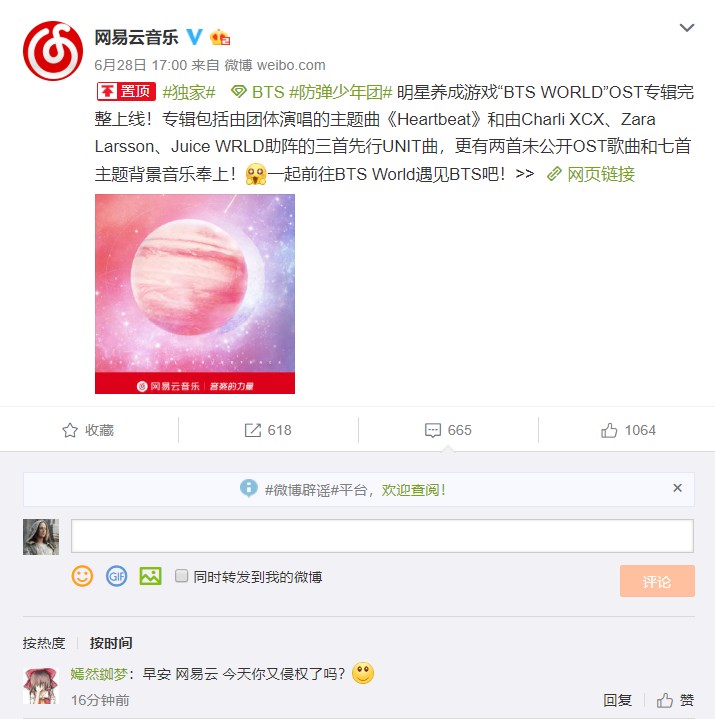 网易云音乐
6月28日 17:00 来自 微博 weibo.com
置顶 #独家# BTS #防弹少年团# 明星养成游戏“BTS WORLD”OST专辑完
整上线！专辑包括由团体演唱的主题曲《Heartbeat》和由Charli XCX、Zara
Larsson、Juice WRLD助阵的三首先行UNIT曲，更有两首未公开OST歌曲和七首
主题背景音乐奉上！一起前往BTS World遇见BTS吧！>> 网页链接
网易云音乐 音乐的力量
收藏 618 665 1064
#微博辟谣#平台，欢迎查阅！
GIF 同时转发到我的微博 评论
按热度 按时间
嫣然鉫梦：早安 网易云 今天你又侵权了吗？
16分钟前 回复 赞